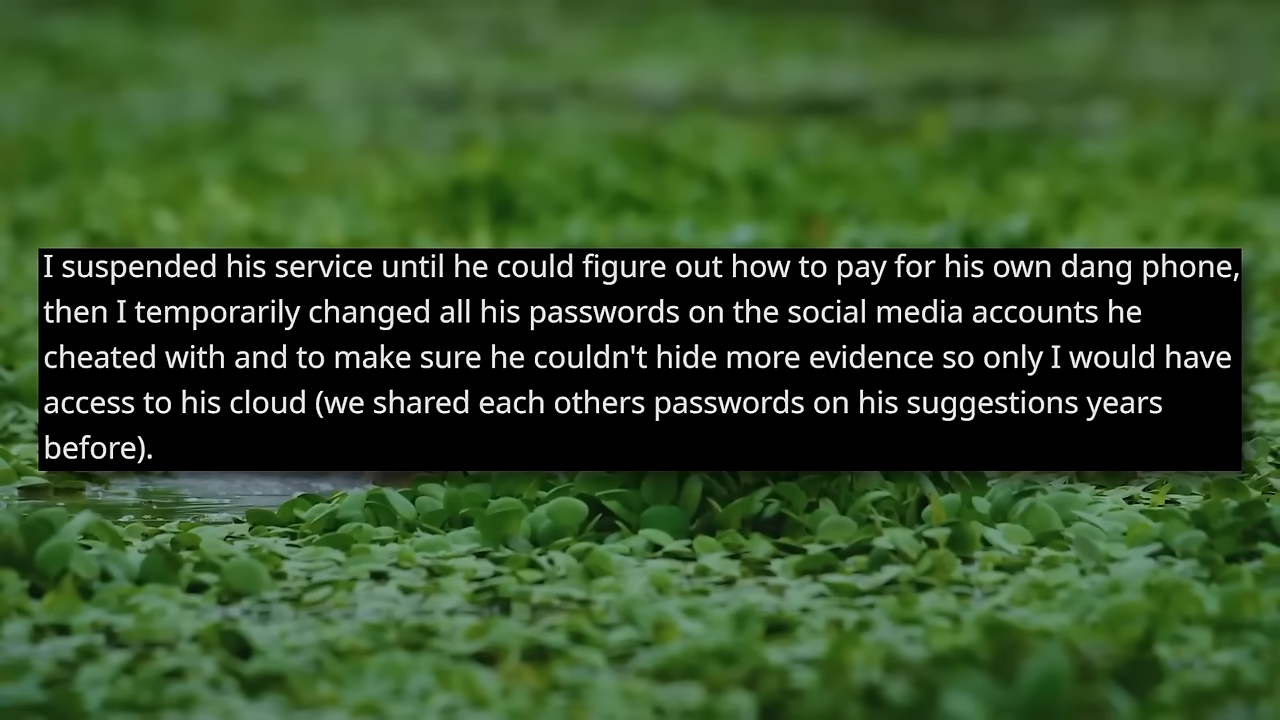 I suspended his service until he could figure out how to pay for his own dang phone,
then I temporarily changed all his passwords on the social media accounts he
cheated with and to make sure he couldn't hide more evidence so only I would have
access to his cloud (we shared each others passwords on his suggestions years
before).